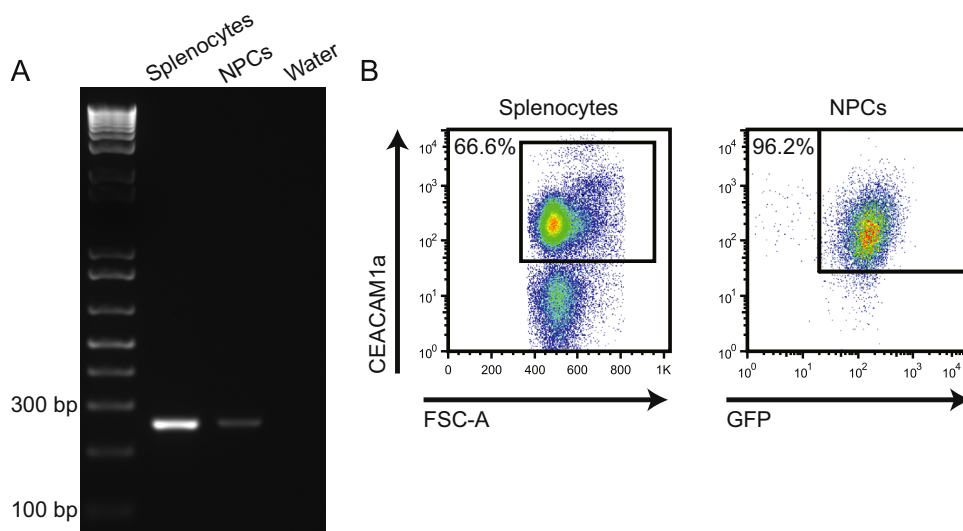 A
Splenocytes
NPCs
Water
300 bp
100 bp
B
Splenocytes
66.6%
CEACAM1a
10⁴
10³
10²
10¹
10⁰
0 200 400 600 800 1K
FSC-A
NPCs
96.2%
10⁴
10³
10²
10¹
10⁰
10⁰ 10¹ 10² 10³ 10⁴
GFP